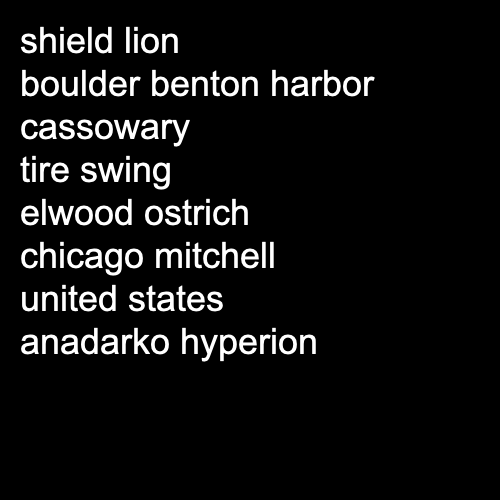 shield lion
boulder benton harbor
cassowary
tire swing
elwood ostrich
chicago mitchell
united states
anadarko hyperion